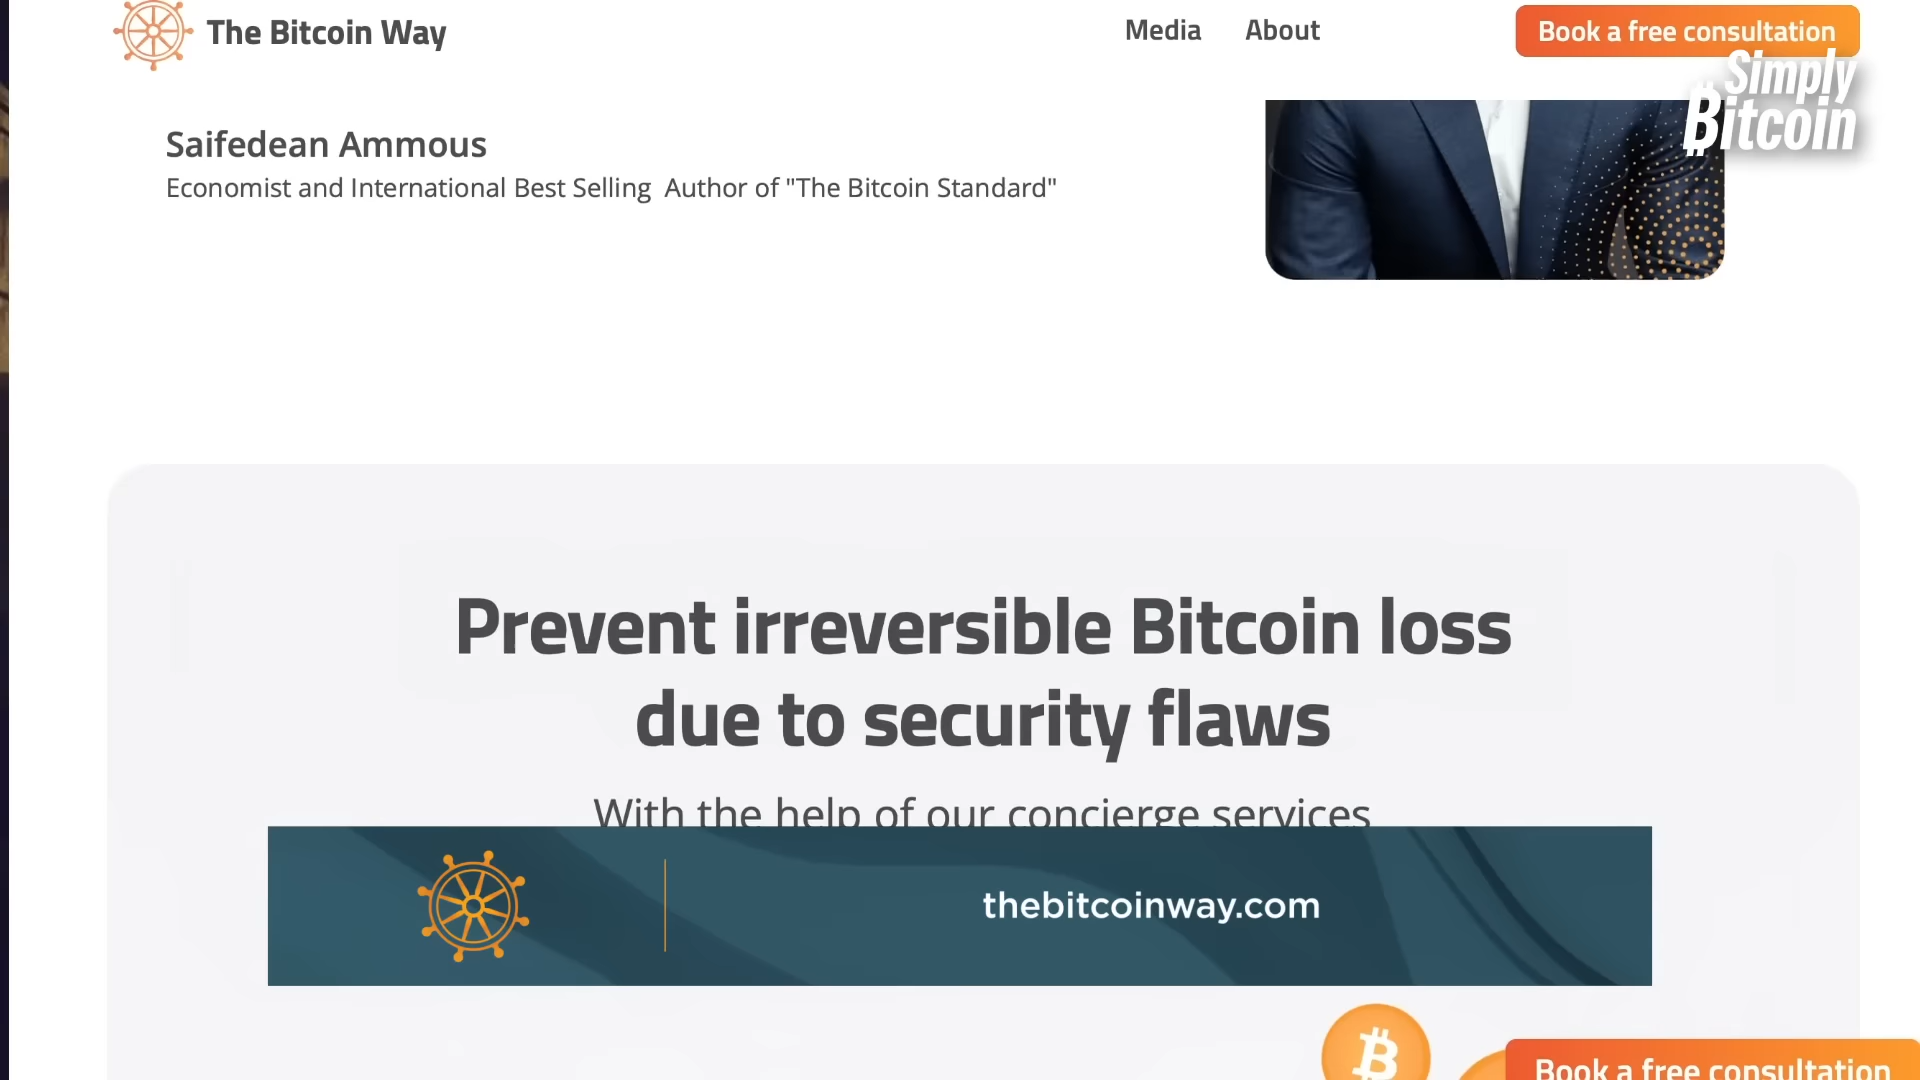 The Bitcoin Way
Media
About
Book a free consultation
Simply
Bitcoin
Saifedean Ammous
Economist and International Best Selling Author of "The Bitcoin Standard"
Prevent irreversible Bitcoin loss
due to security flaws
With the help of our concierge services
thebitcoinway.com
Book a free consultation